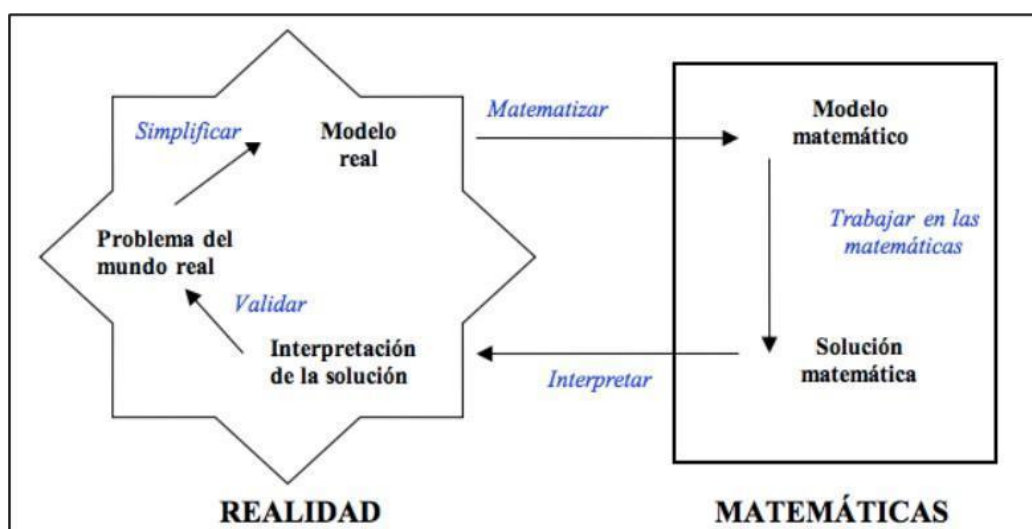 Simplificar
Modelo
real
Matematizar
Modelo
matemático
Problema del
mundo real
Trabajar en las
matemáticas
Validar
Interpretación
de la solución
Interpretar
Solución
matemática
REALIDAD
MATEMÁTICAS